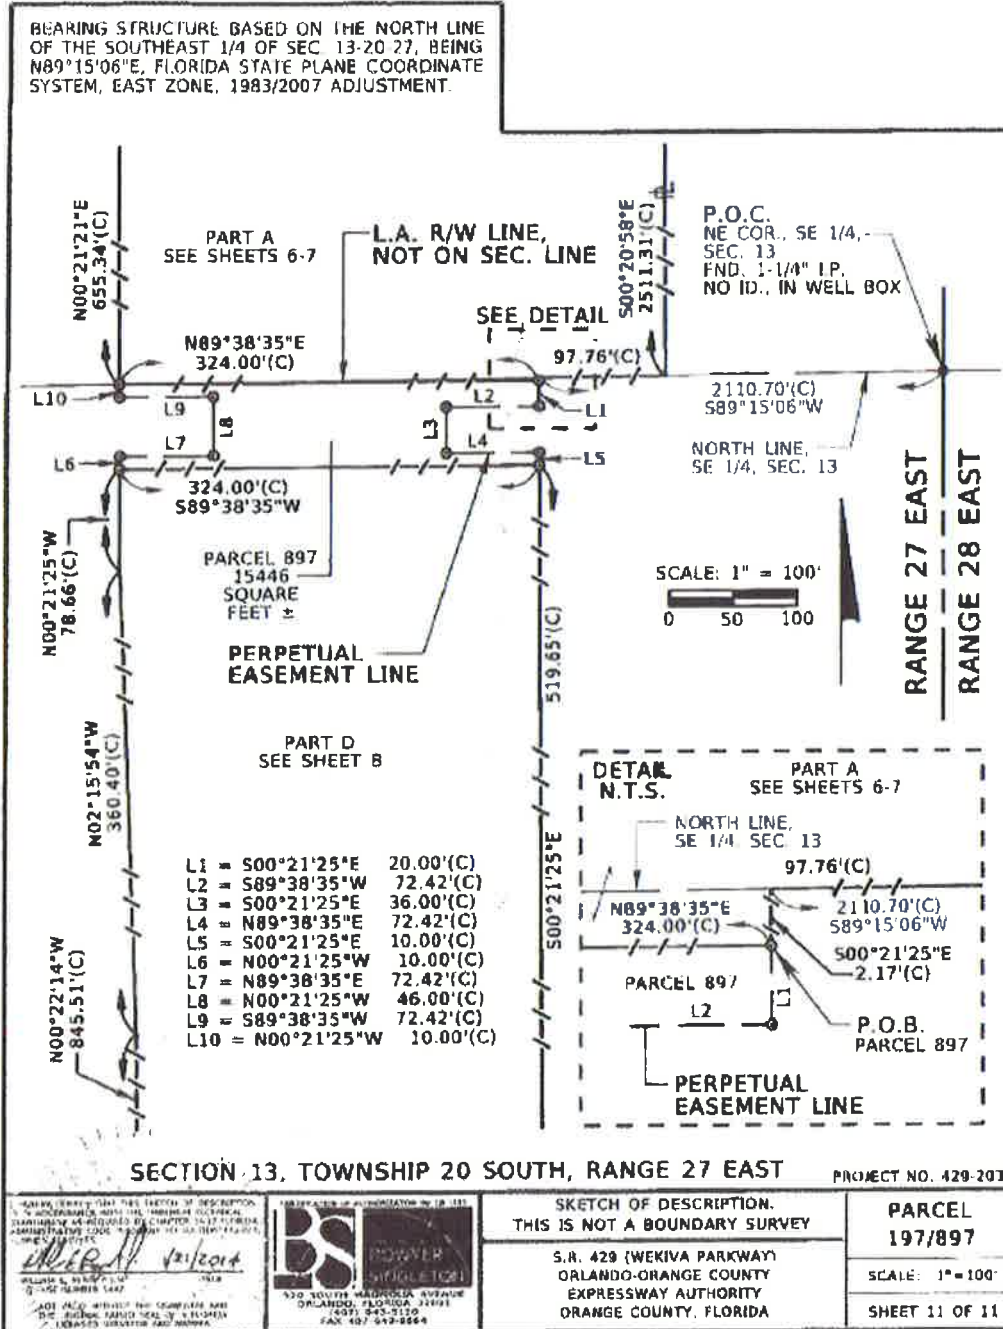 BEARING STRUCTURE BASED ON THE NORTH LINE
OF THE SOUTHEAST 1/4 OF SEC 13-20-27, BEING
N89°15'06"E, FLORIDA STATE PLANE COORDINATE
SYSTEM, EAST ZONE, 1983/2007 ADJUSTMENT.
N00°21'21"E
655.34'(C)
PART A
SEE SHEETS 6-7
L.A. R/W LINE,
NOT ON SEC. LINE
S00°20'58"E
2511.31'(C)
P.O.C.
NE COR., SE 1/4,
SEC. 13
FND. 1-1/4" I.P.
NO ID., IN WELL BOX
SEE DETAIL
N89°38'35"E
324.00'(C)
97.76'(C)
L10
L9
L8
L7
L6
L2
L3
L4
L1
L5
2110.70'(C)
S89°15'06"W
NORTH LINE,
SE 1/4, SEC. 13
324.00'(C)
S89°38'35"W
N00°21'25"W
78.66'(C)
PARCEL 897
15446
SQUARE
FEET ±
PERPETUAL
EASEMENT LINE
SCALE: 1" = 100'
0 50 100
RANGE 27 EAST
RANGE 28 EAST
519.65'(C)
S00°21'25"E
N02°15'54"W
360.40'(C)
PART D
SEE SHEET 8
N00°22'14"W
845.51'(C)
L1 = S00°21'25"E 20.00'(C)
L2 = S89°38'35"W 72.42'(C)
L3 = S00°21'25"E 36.00'(C)
L4 = N89°38'35"E 72.42'(C)
L5 = S00°21'25"E 10.00'(C)
L6 = N00°21'25"W 10.00'(C)
L7 = N89°38'35"E 72.42'(C)
L8 = N00°21'25"W 46.00'(C)
L9 = S89°38'35"W 72.42'(C)
L10 = N00°21'25"W 10.00'(C)
DETAIL
N.T.S.
PART A
SEE SHEETS 6-7
NORTH LINE,
SE 1/4 SEC. 13
97.76'(C)
N89°38'35"E
324.00'(C)
2110.70'(C)
S89°15'06"W
S00°21'25"E
2.17'(C)
PARCEL 897
L1
L2
P.O.B.
PARCEL 897
PERPETUAL
EASEMENT LINE
SECTION 13, TOWNSHIP 20 SOUTH, RANGE 27 EAST
PROJECT NO. 429-203
BS
BOWYER
SINGLETON
520 SOUTH MAGNOLIA AVENUE
ORLANDO, FLORIDA 32801
SKETCH OF DESCRIPTION.
THIS IS NOT A BOUNDARY SURVEY
S.R. 429 (WEKIVA PARKWAY)
ORLANDO-ORANGE COUNTY
EXPRESSWAY AUTHORITY
ORANGE COUNTY, FLORIDA
PARCEL
197/897
SCALE: 1"=100'
SHEET 11 OF 11